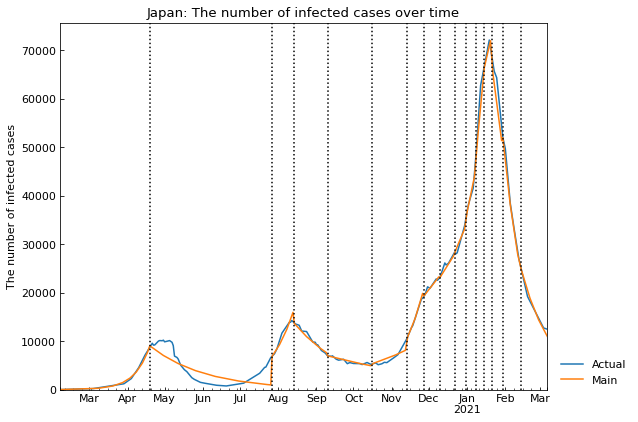 Japan: The number of infected cases over time
The number of infected cases
70000
60000
50000
40000
30000
20000
10000
0
Mar Apr May Jun Jul Aug Sep Oct Nov Dec Jan Feb Mar
2021
Actual
Main